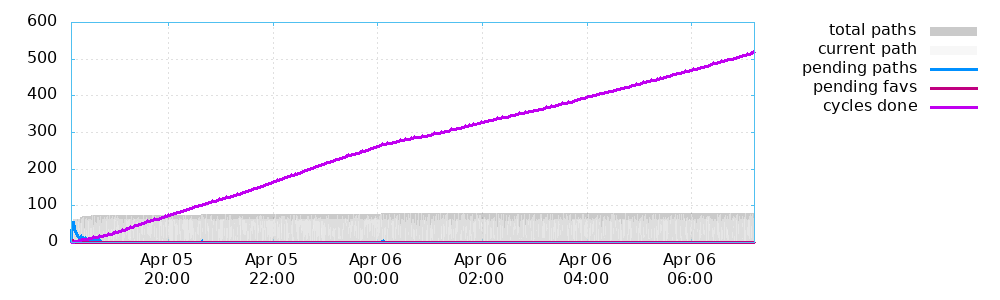 600
500
400
300
200
100
0
Apr 05 Apr 05 Apr 06 Apr 06 Apr 06 Apr 06
20:00 22:00 00:00 02:00 04:00 06:00
total paths
current path
pending paths
pending favs
cycles done